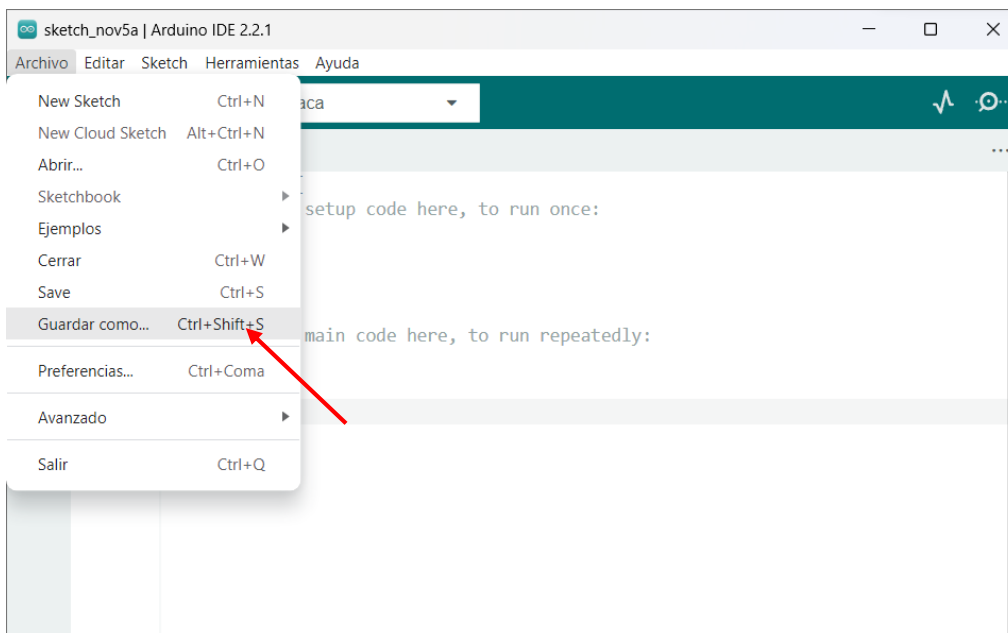 sketch_nov5a | Arduino IDE 2.2.1
Archivo Editar Sketch Herramientas Ayuda
New Sketch Ctrl+N
New Cloud Sketch Alt+Ctrl+N
Abrir... Ctrl+O
Sketchbook
Ejemplos
Cerrar Ctrl+W
Save Ctrl+S
Guardar como... Ctrl+Shift+S
Preferencias... Ctrl+Coma
Avanzado
Salir Ctrl+Q
aca
...
setup code here, to run once:
main code here, to run repeatedly: